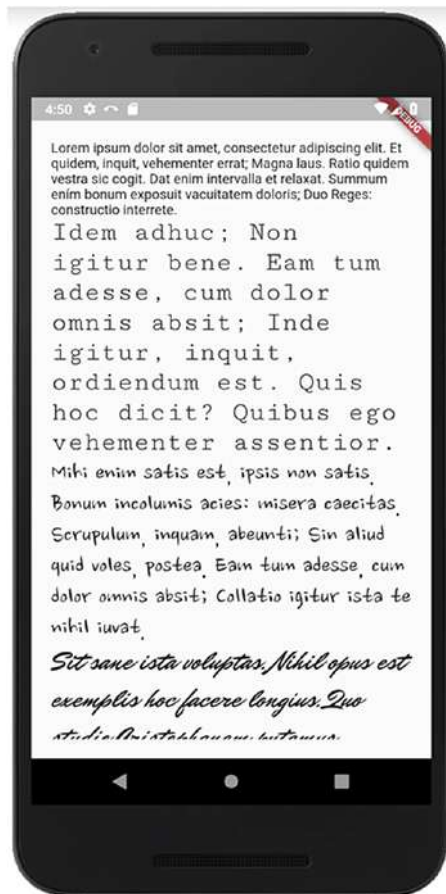 4:50
DEBUG
Lorem ipsum dolor sit amet, consectetur adipiscing elit. Et
quidem, inquit, vehementer errat; Magna laus. Ratio quidem
vestra sic cogit. Dat enim intervalla et relaxat. Summum
enim bonum exposuit vacuitatem doloris; Duo Reges:
constructio interrete.
Idem adhuc; Non
igitur bene. Eam tum
adesse, cum dolor
omnis absit; Inde
igitur, inquit,
ordiendum est. Quis
hoc dicit? Quibus ego
vehementer assentior.
Mihi enim satis est, ipsis non satis.
Bonum incolumis acies: misera caecitas.
Scrupulum, inquam, abeunti; Sin aliud
quid voles, postea. Eam tum adesse, cum
dolor omnis absit; Collatio igitur ista te
nihil iuvat.
Sit sane ista voluptas. Nihil opus est
exemplis hoc facere longius. Quo
studio Aristophanem putamus